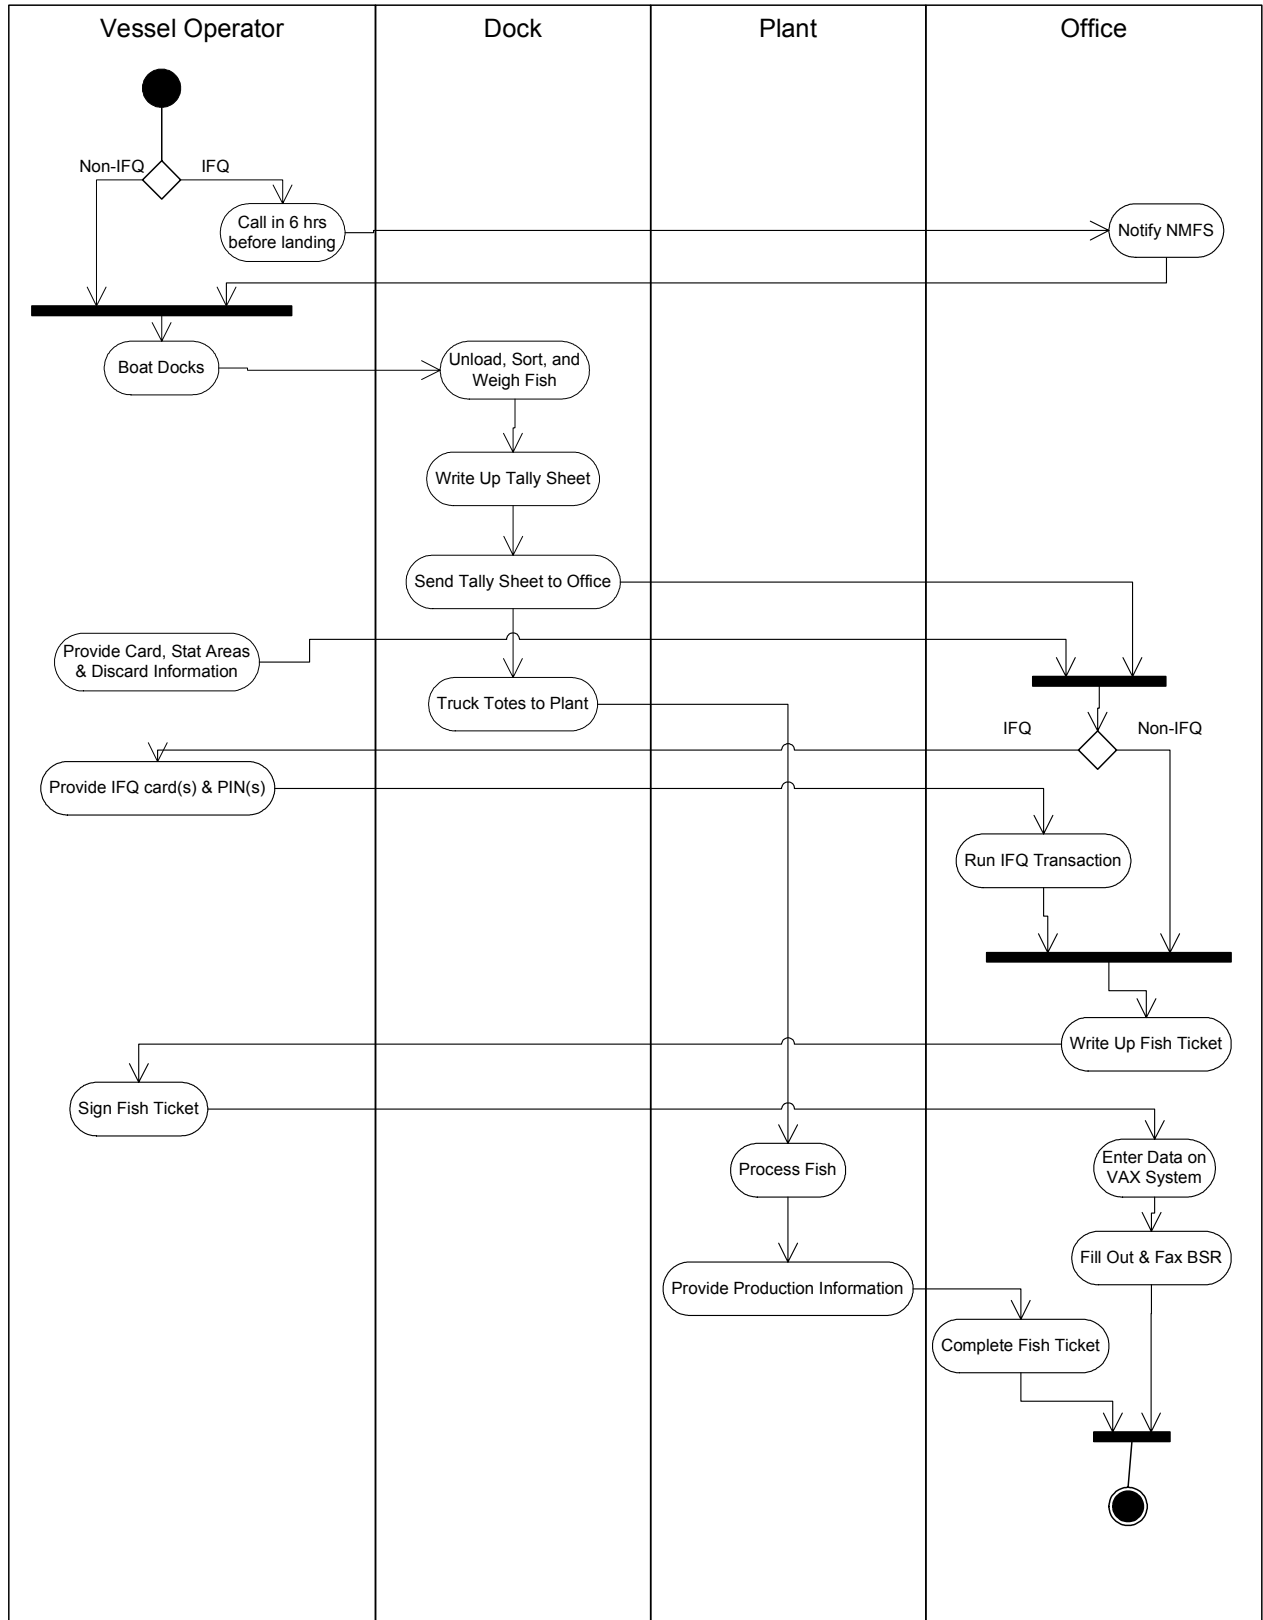 Vessel Operator
Dock
Plant
Office
Non-IFQ
IFQ
Call in 6 hrs
before landing
Notify NMFS
Boat Docks
Unload, Sort, and
Weigh Fish
Write Up Tally Sheet
Send Tally Sheet to Office
Provide Card, Stat Areas
& Discard Information
Truck Totes to Plant
IFQ
Non-IFQ
Provide IFQ card(s) & PIN(s)
Run IFQ Transaction
Write Up Fish Ticket
Sign Fish Ticket
Process Fish
Enter Data on
VAX System
Fill Out & Fax BSR
Provide Production Information
Complete Fish Ticket